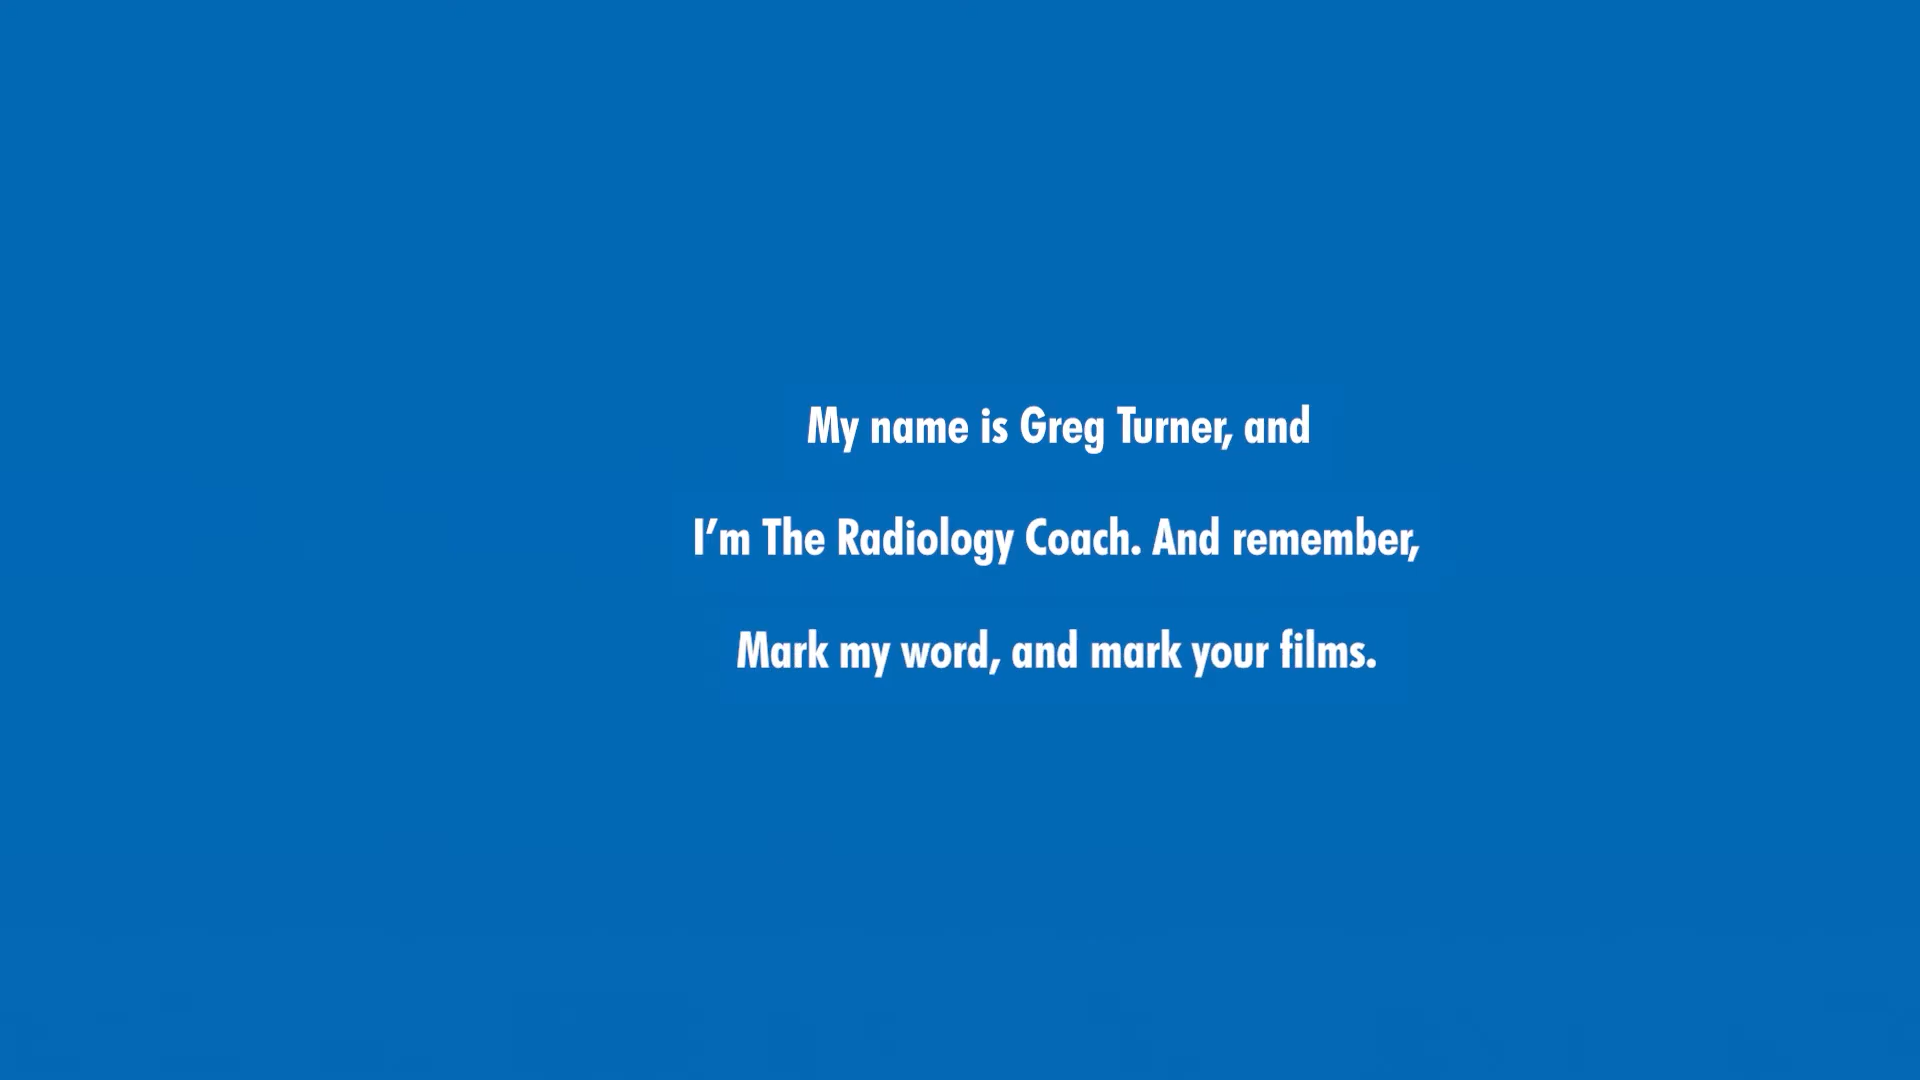 My name is Greg Turner, and
I’m The Radiology Coach. And remember,
Mark my word, and mark your films.